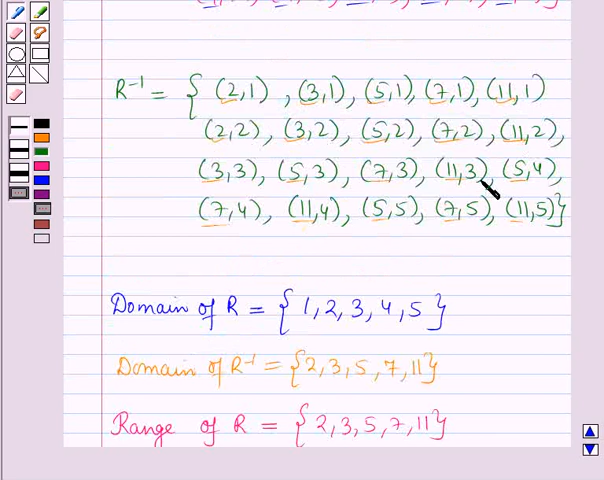 R⁻¹ = { (2,1) , (3,1), (5,1), (7,1), (11,1)
(2,2), (3,2), (5,2), (7,2), (11,2),
(3,3), (5,3), (7,3), (11,3), (5,4),
(7,4), (11,4), (5,5), (7,5), (11,5)}
Domain of R = { 1, 2, 3, 4, 5 }
Domain of R⁻¹ = {2, 3, 5, 7, 11}
Range of R = { 2, 3, 5, 7, 11}